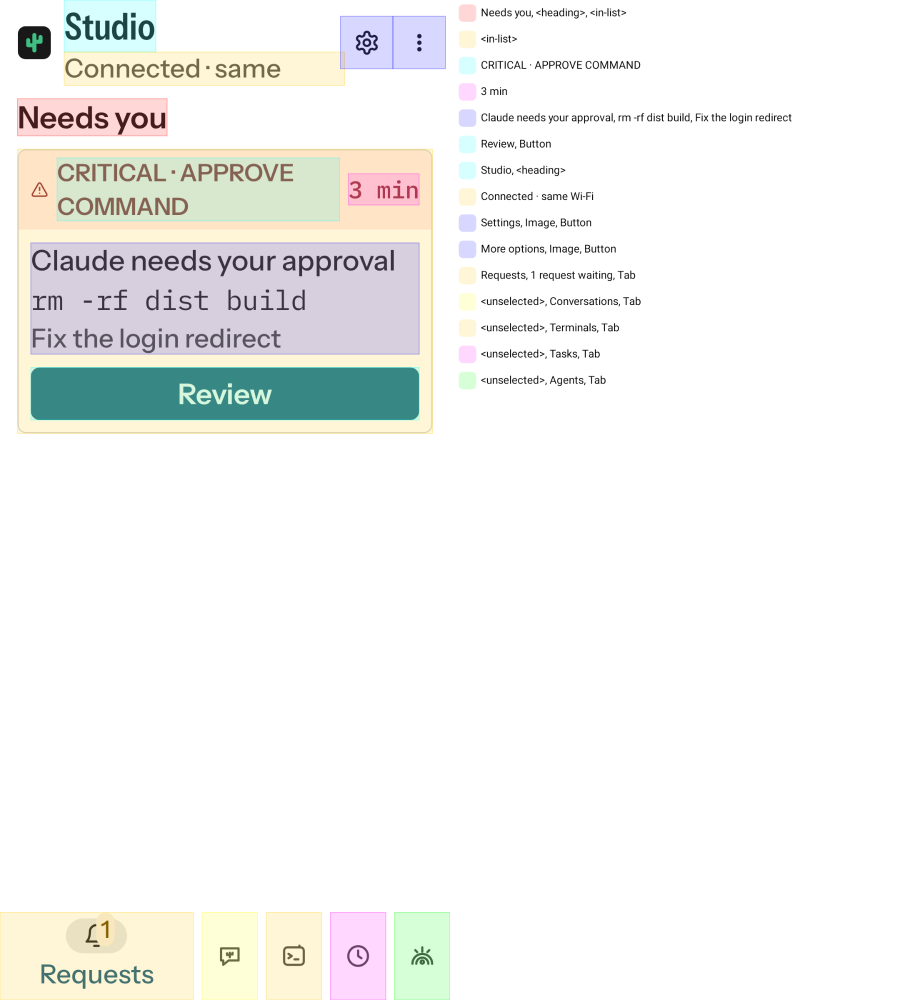 Studio
Connected · same
Needs you
CRITICAL · APPROVE
COMMAND
3 min
Claude needs your approval
rm -rf dist build
Fix the login redirect
Review
1
Requests
Needs you, <heading>, <in-list>
<in-list>
CRITICAL · APPROVE COMMAND
3 min
Claude needs your approval, rm -rf dist build, Fix the login redirect
Review, Button
Studio, <heading>
Connected · same Wi-Fi
Settings, Image, Button
More options, Image, Button
Requests, 1 request waiting, Tab
<unselected>, Conversations, Tab
<unselected>, Terminals, Tab
<unselected>, Tasks, Tab
<unselected>, Agents, Tab